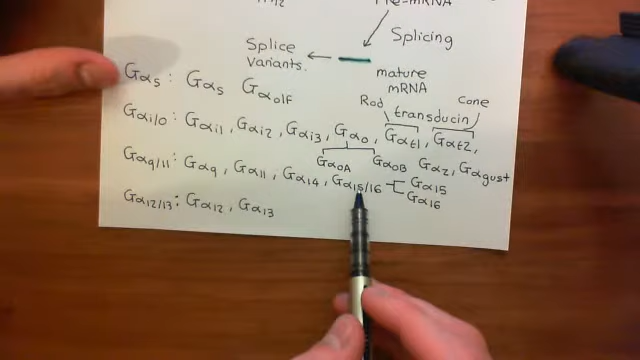 Pre-mRNA
Splicing
Splice
variants.
mature
mRNA
Gαs : Gαs Gαolf
Rod Cone
transducin
Gαi/o : Gαi1, Gαi2, Gαi3, Gαo, Gαt1, Gαt2,
GαoA GαoB Gαz, Gαgust
Gαq/11 : Gαq, Gα11, Gα14, Gα15/16 Gα15
Gα16
Gα12/13 : Gα12, Gα13